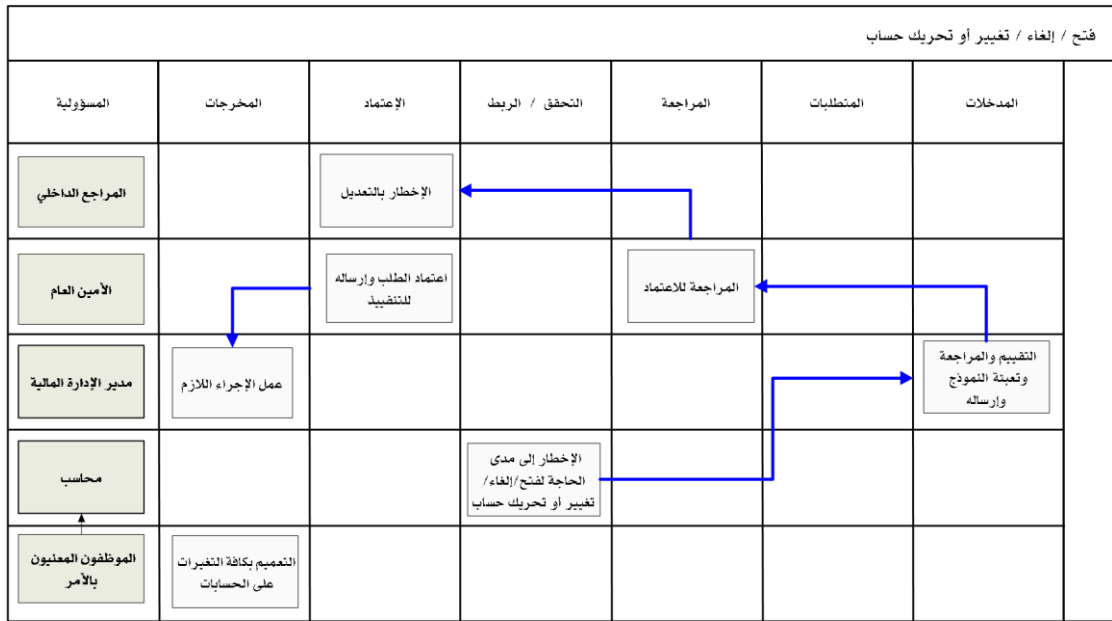 فتح / إلغاء / تغيير أو تحريك حساب
المدخلات
المتطلبات
المراجعة
التحقق / الربط
الإعتماد
المخرجات
المسؤولية
الإخطار بالتعديل
المراجع الداخلي
المراجعة للاعتماد
اعتماد الطلب وإرساله
للتنفييذ
الأمين العام
التقييم والمراجعة
وتعبئة النموذج
وإرساله
عمل الإجراء اللازم
مدير الإدارة المالية
الإخطار إلى مدى
الحاجة لفتح/إلغاء/
تغيير أو تحريك حساب
محاسب
التعميم بكافة التغيرات
على الحسابات
الموظفون المعنيون
بالأمر